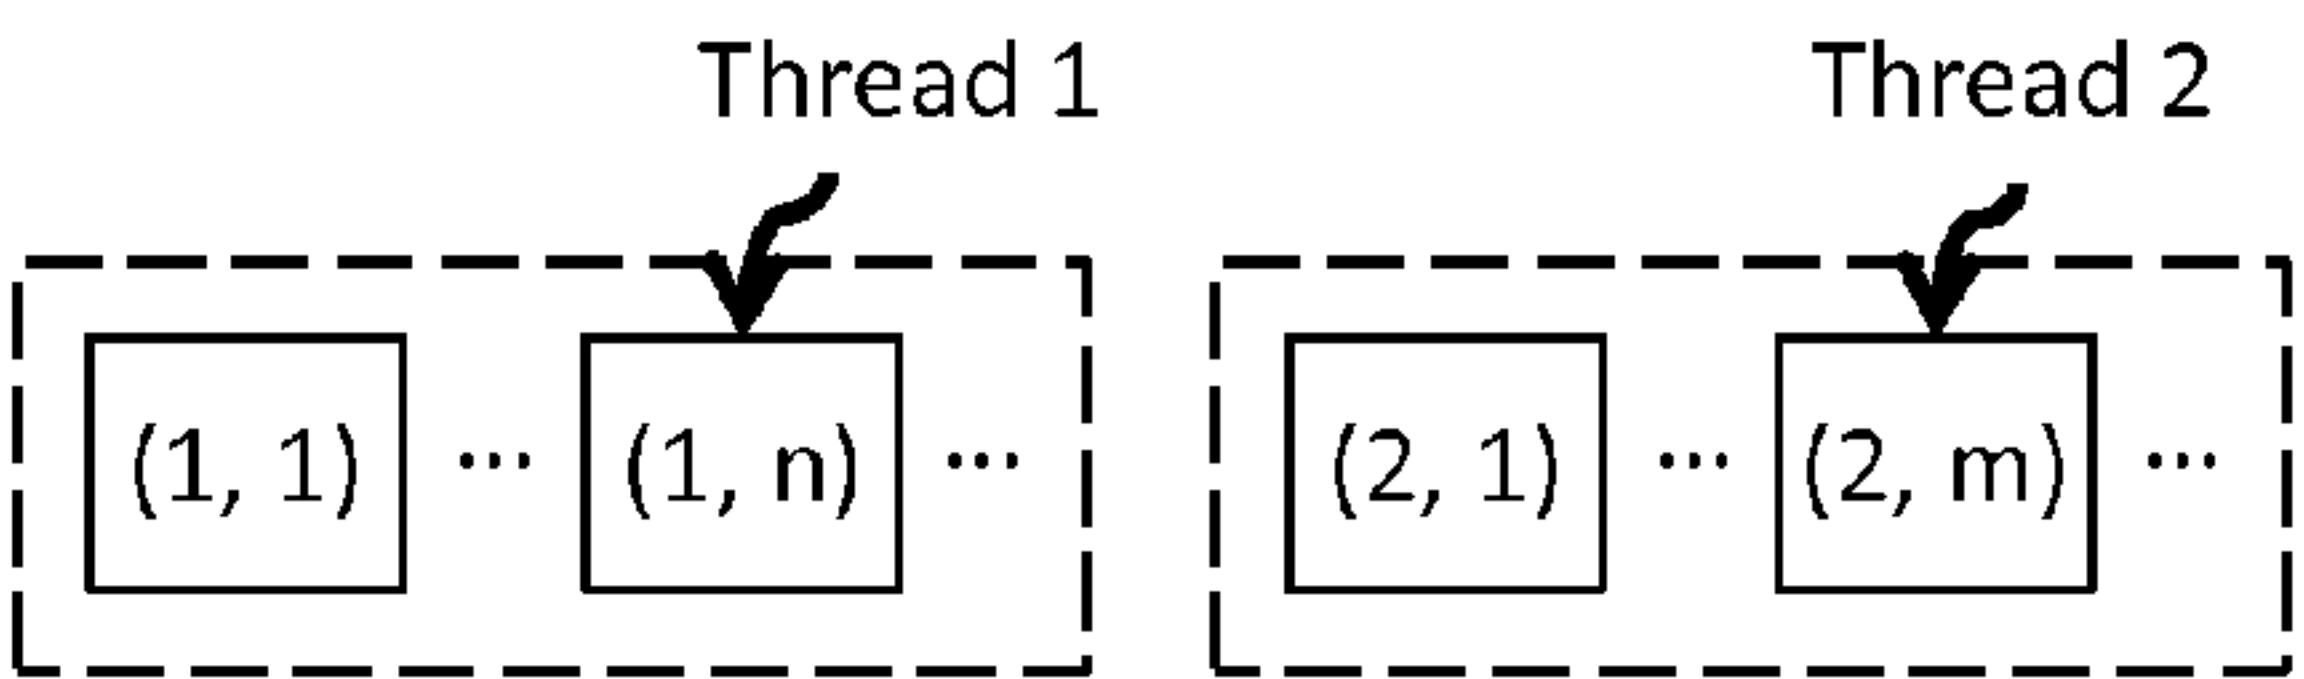 Thread 1 Thread 2
(1, 1) ... (1, n) ... (2, 1) ... (2, m) ...